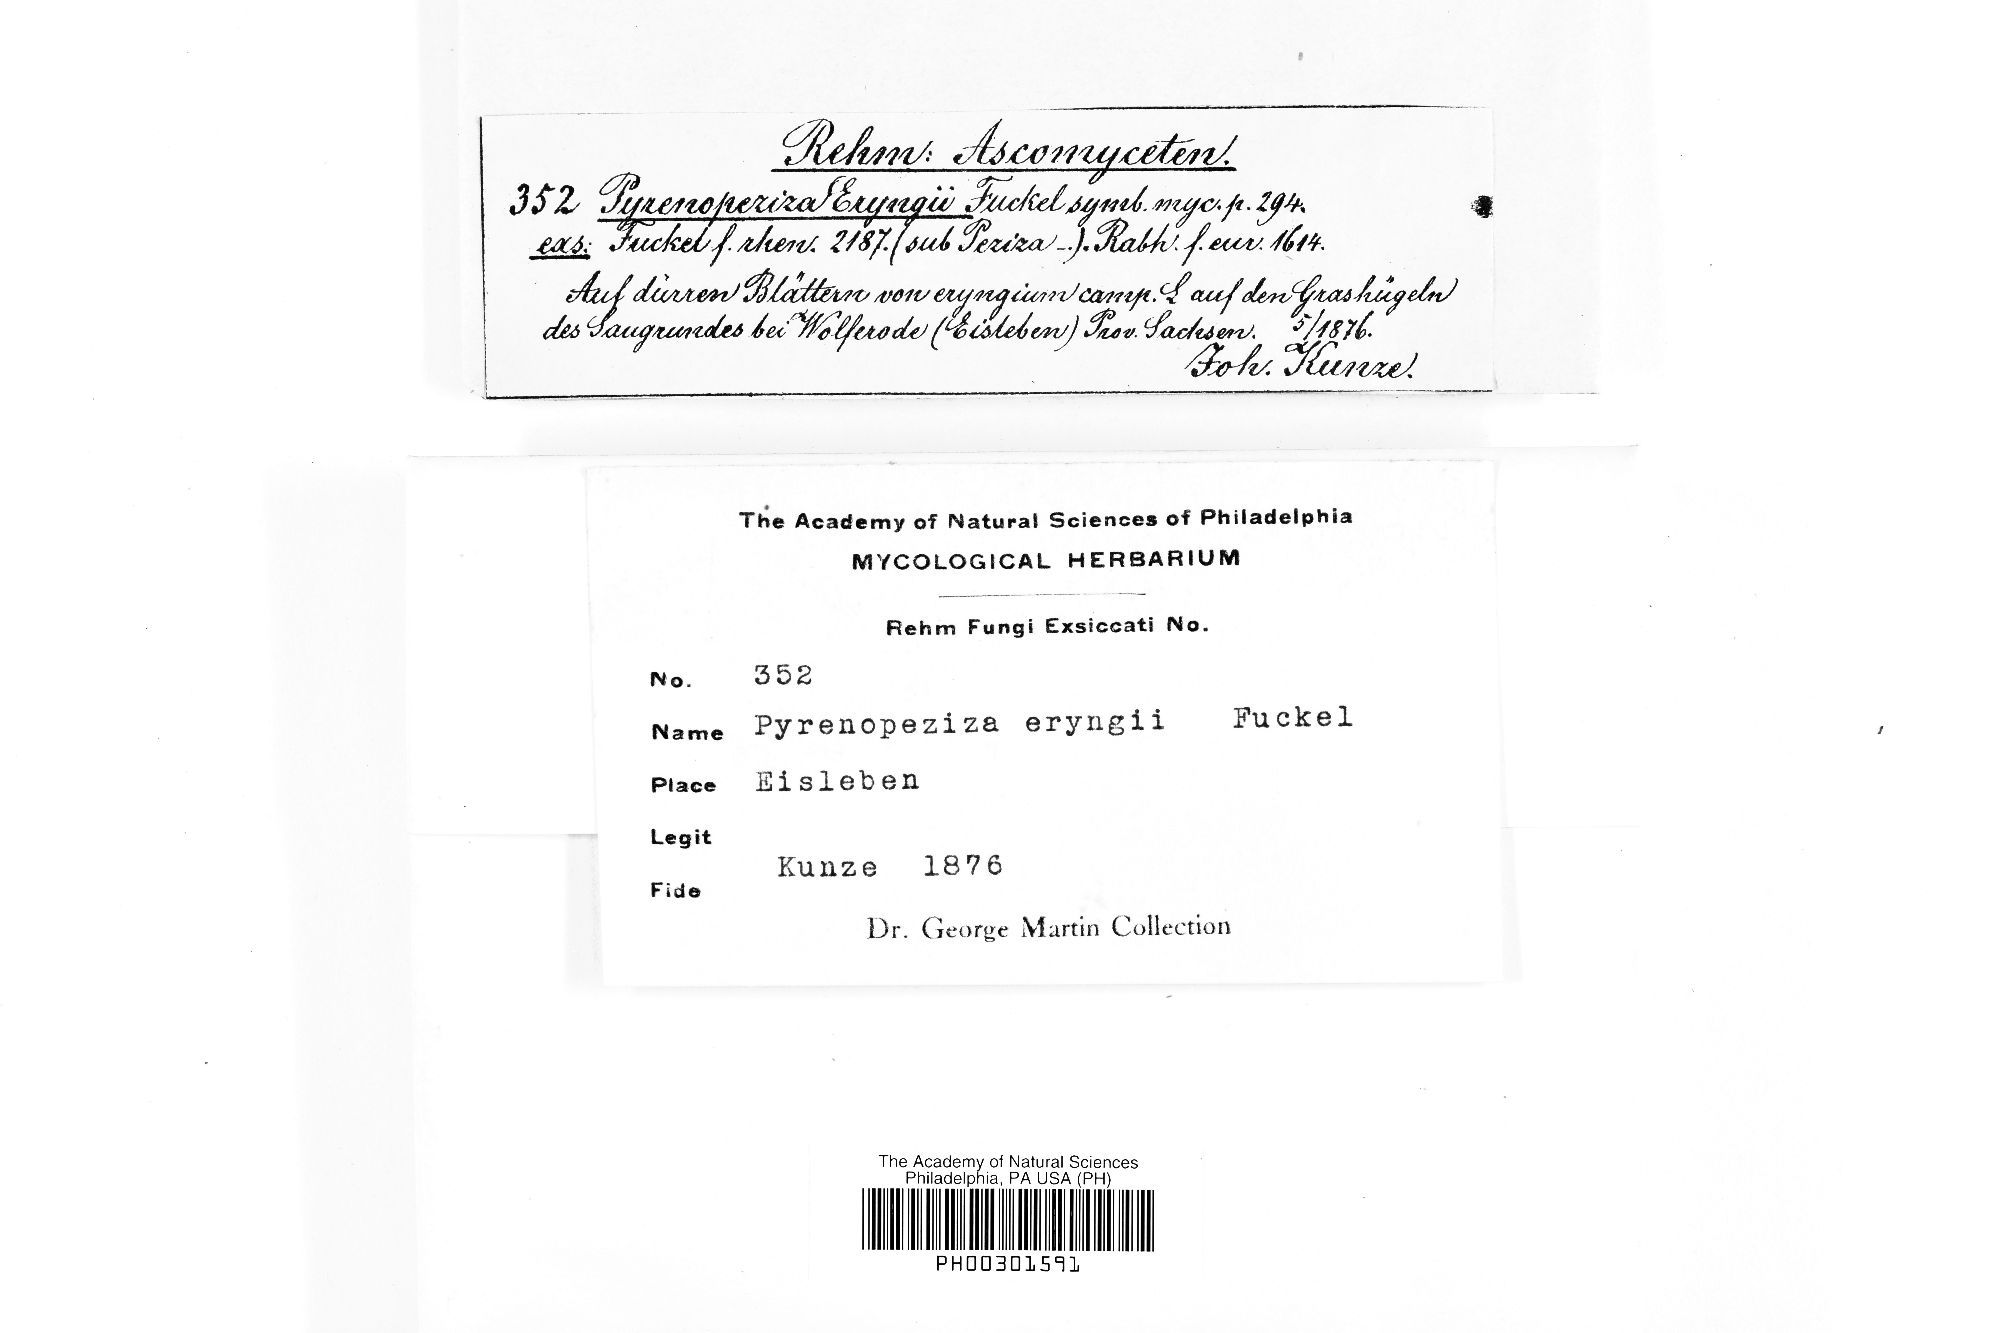 Rehm: Ascomyceten.
352 Pyrenopeziza Eryngii Fuckel symb. myc. p. 294.
exs: Fuckel f. rhen. 2187. (sub Peziza -.). Rabh. f. eur. 1614.
Auf dürren Blättern von eryngium camp. L auf den Grashügeln
des Saugrundes bei Wolferode (Eisleben) Prov. Sachsen. 5/1876.
Joh. Kunze.
The Academy of Natural Sciences of Philadelphia
MYCOLOGICAL HERBARIUM
Rehm Fungi Exsiccati No.
No. 352
Name Pyrenopeziza eryngii Fuckel
Place Eisleben
Legit
Kunze 1876
Fide
Dr. George Martin Collection
The Academy of Natural Sciences
Philadelphia, PA USA (PH)
PH00301591